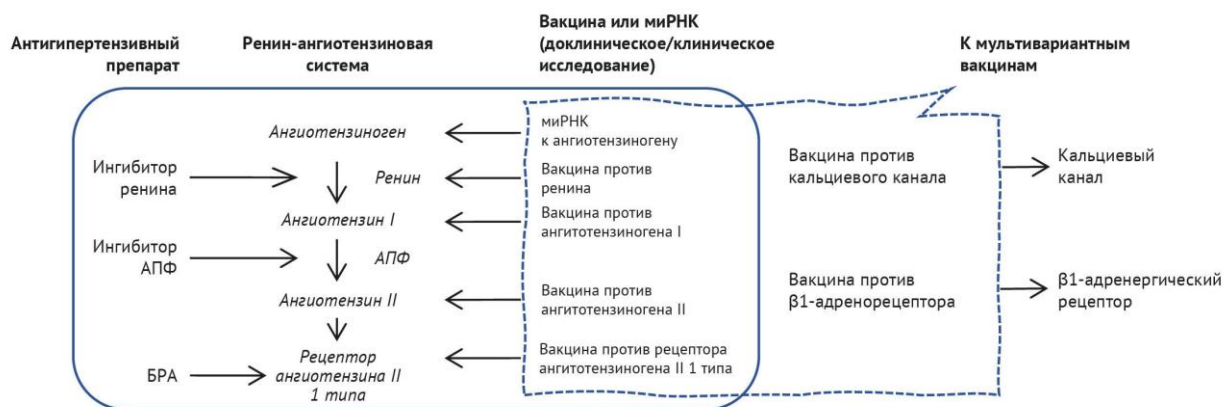 Антигипертензивный
препарат
Ренин-ангиотензиновая
система
Вакцина или миРНК
(доклиническое/клиническое
исследование)
К мультивариантным
вакцинам
Ангиотензиноген
миРНК
к ангиотензиногену
Ингибитор
ренина
Ренин
Вакцина против
ренина
Вакцина против
кальциевого канала
Кальциевый
канал
Ангиотензин I
Вакцина против
ангитотензиногена I
Ингибитор
АПФ
АПФ
Ангиотензин II
Вакцина против
ангитотензиногена II
Вакцина против
β1-адренорецептора
β1-адренергический
рецептор
БРА
Рецептор
ангиотензина II
1 типа
Вакцина против рецептора
ангитотензиногена II 1 типа